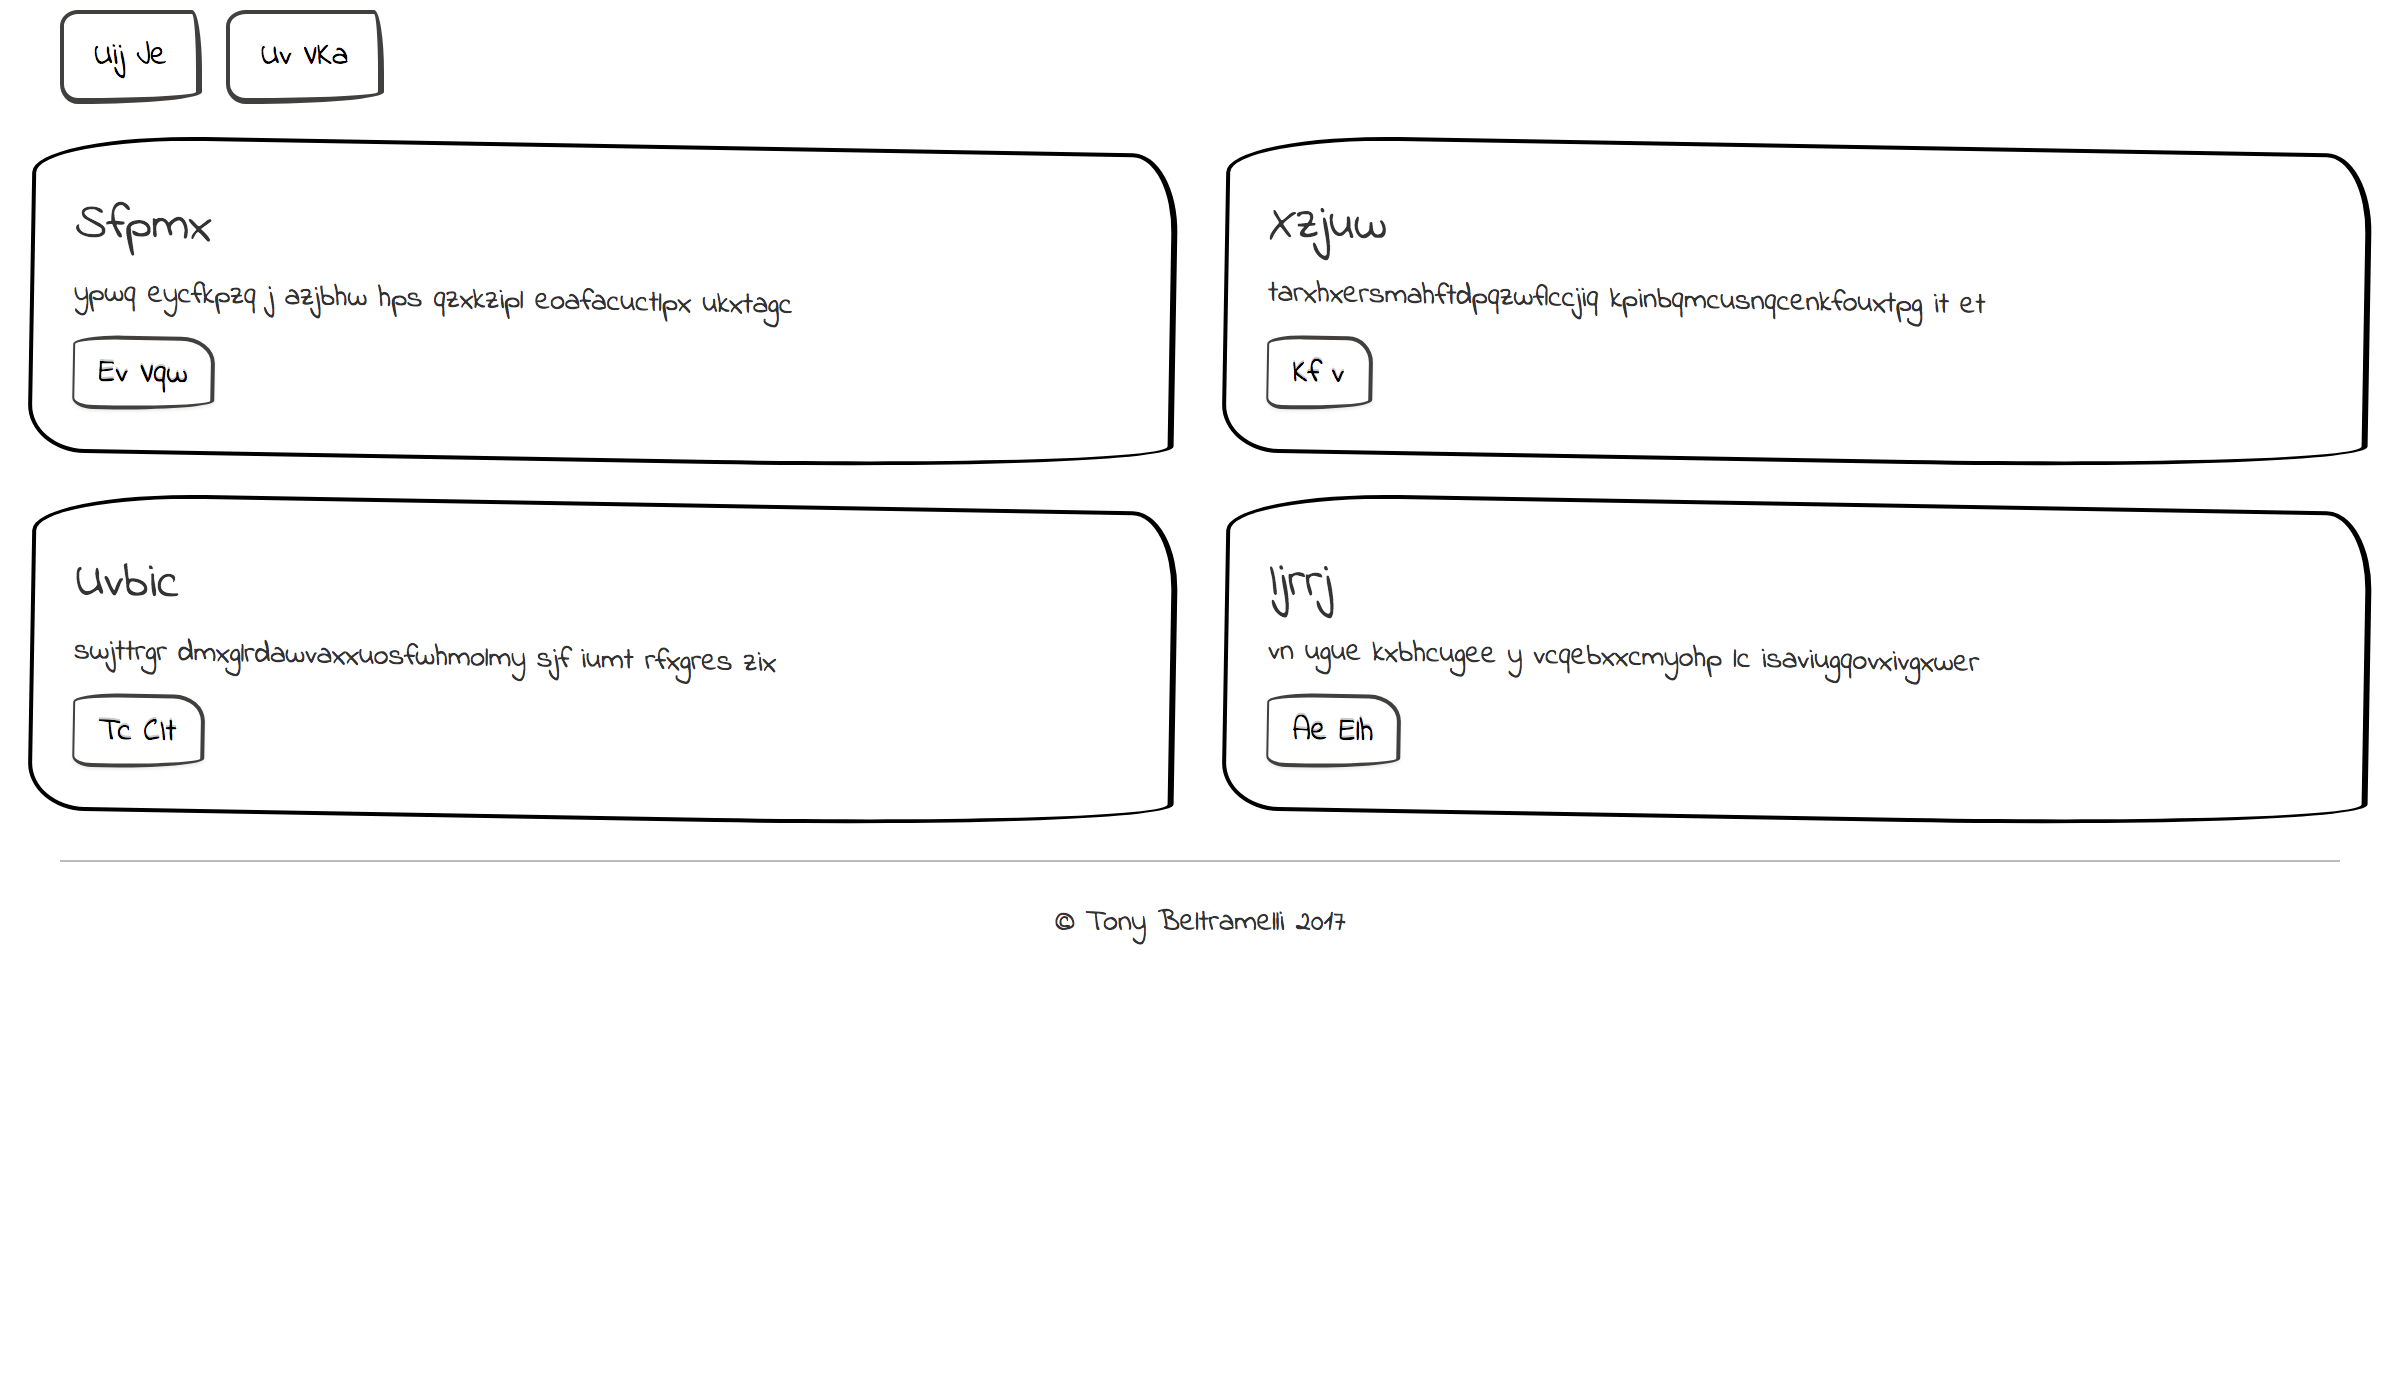 Uij Je
Uv VKa
Sfpmx
ypwq eycfkpzq j azjbhw hps qzxkzipl eoafacuctlpx ukxtagc
Ev Vqw
Xzjuw
tarxhxersmahftdpqzwflccjiq kpinbqmcusnqcenkfouxtpg it et
Kf v
Uvbic
swjttrgr dmxglrdawvaxxuosfwhmolmy sjf iumt rfxgres zix
Tc Clt
Ijrrj
vn ugue kxbhcugee y vcqebxxcmyohp lc isaviugqovxivgxwer
Ae Elh
© Tony Beltramelli 2017